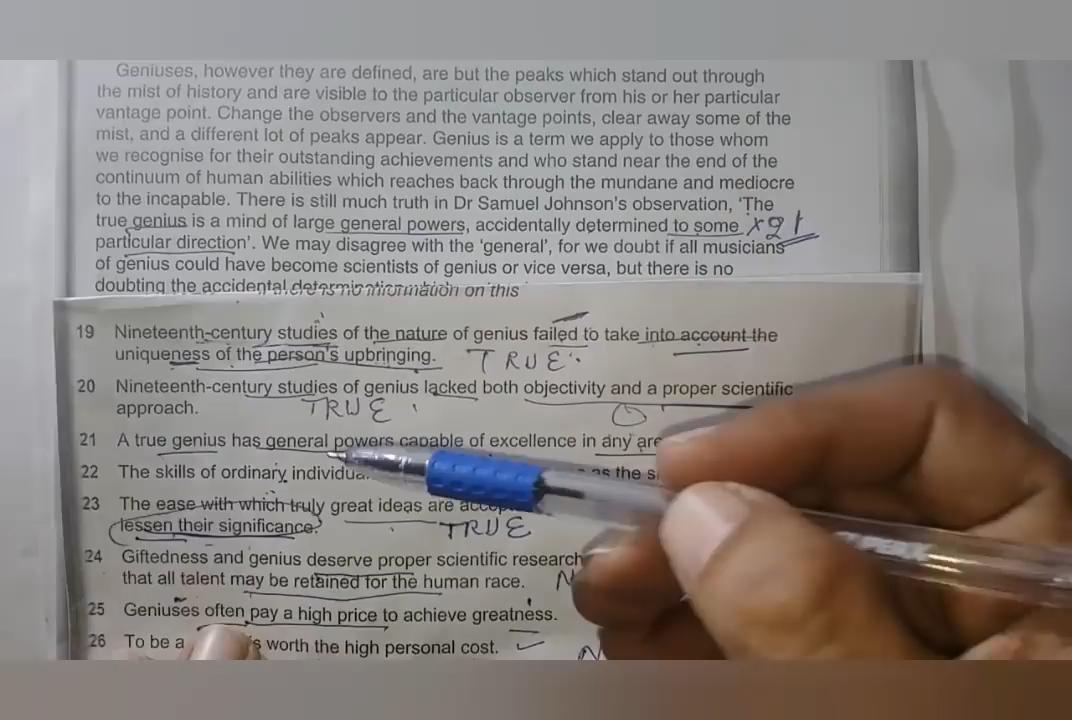 Geniuses, however they are defined, are but the peaks which stand out through
the mist of history and are visible to the particular observer from his or her particular
vantage point. Change the observers and the vantage points, clear away some of the
mist, and a different lot of peaks appear. Genius is a term we apply to those whom
we recognise for their outstanding achievements and who stand near the end of the
continuum of human abilities which reaches back through the mundane and mediocre
to the incapable. There is still much truth in Dr Samuel Johnson's observation, 'The
true genius is a mind of large general powers, accidentally determined to some
particular direction'. We may disagree with the 'general', for we doubt if all musicians
of genius could have become scientists of genius or vice versa, but there is no
doubting the accidental on this
19 Nineteenth-century studies of the nature of genius failed to take into account the
uniqueness of the person's upbringing. TRUE
20 Nineteenth-century studies of genius lacked both objectivity and a proper scientific
approach. TRUE
21 A true genius has general powers capable of excellence in any
22 The skills of ordinary as the
23 The ease with which truly great ideas are
lessen their significance. TRUE
24 Giftedness and genius deserve proper scientific research
that all talent may be retained for the human race. N
25 Geniuses often pay a high price to achieve greatness.
26 To be a worth the high personal cost.